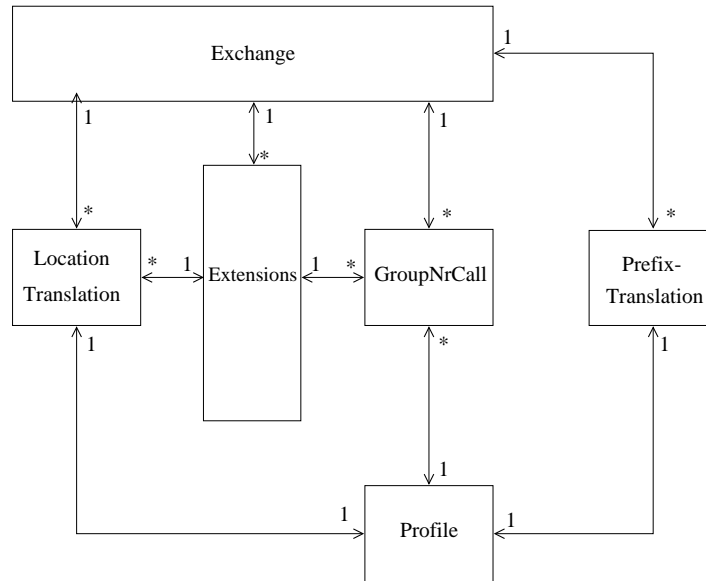 Exchange
1
1
1
1
*
*
*
*
Location
Translation
*
1
Extensions
1
*
GroupNrCall
Prefix-
Translation
1
*
1
1
1
Profile
1